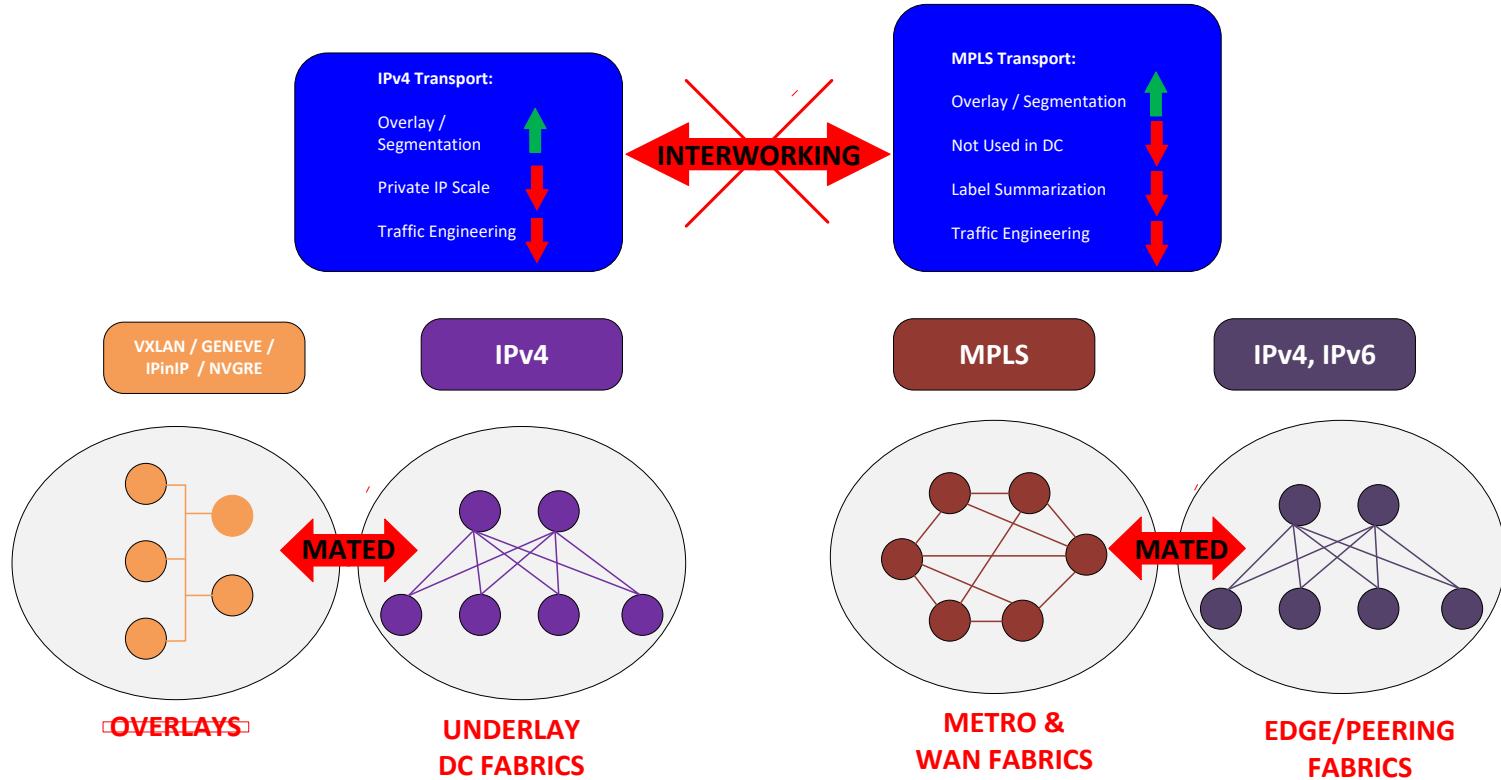 IPv4 Transport:
Overlay /
Segmentation
Private IP Scale
Traffic Engineering
INTERWORKING
MPLS Transport:
Overlay / Segmentation
Not Used in DC
Label Summarization
Traffic Engineering
VXLAN / GENEVE /
IPinIP / NVGRE
IPv4
MPLS
IPv4, IPv6
MATED
MATED
OVERLAYS
UNDERLAY
DC FABRICS
METRO &
WAN FABRICS
EDGE/PEERING
FABRICS